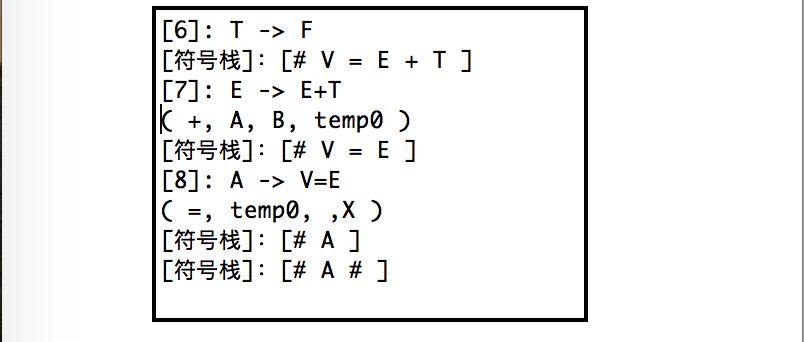 [6]: T -> F
[符号栈]: [# V = E + T ]
[7]: E -> E+T
( +, A, B, temp0 )
[符号栈]: [# V = E ]
[8]: A -> V=E
( =, temp0, ,X )
[符号栈]: [# A ]
[符号栈]: [# A # ]